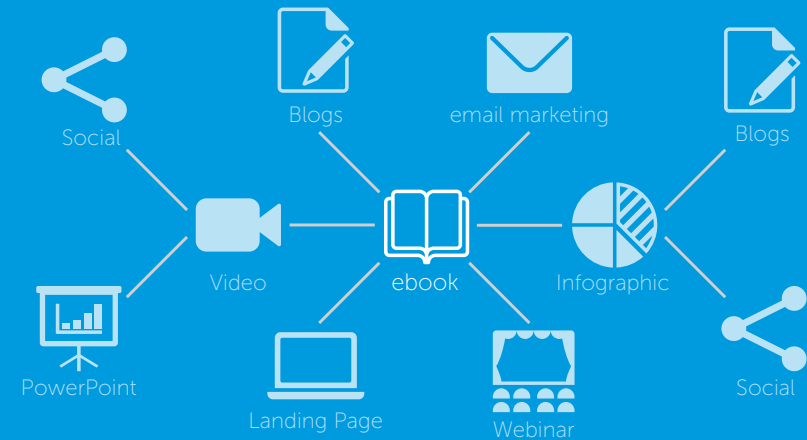 Blogs
email marketing
Blogs
Social
Video
ebook
Infographic
PowerPoint
Social
Landing Page
Webinar